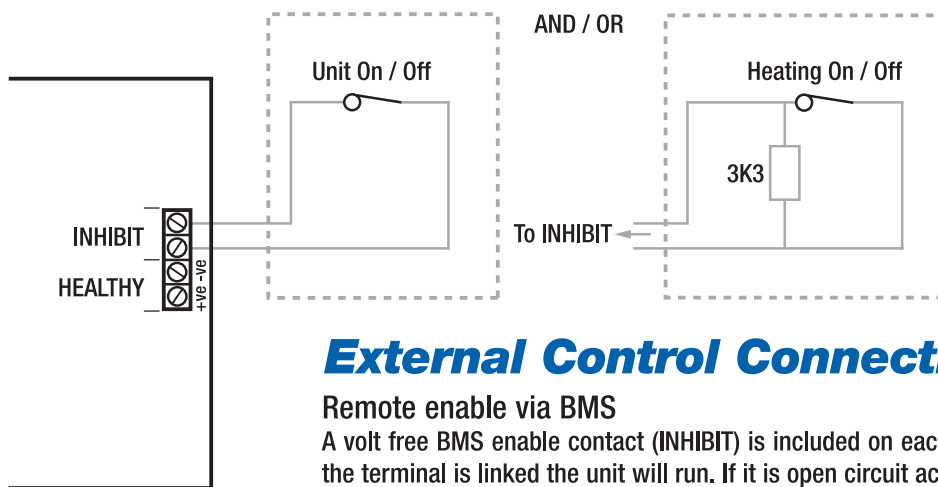 AND / OR
Unit On / Off
Heating On / Off
3K3
To INHIBIT
INHIBIT
HEALTHY
+ve -ve
External Control Connecti
Remote enable via BMS
A volt free BMS enable contact (INHIBIT) is included on eac
the terminal is linked the unit will run. If it is open circuit ac